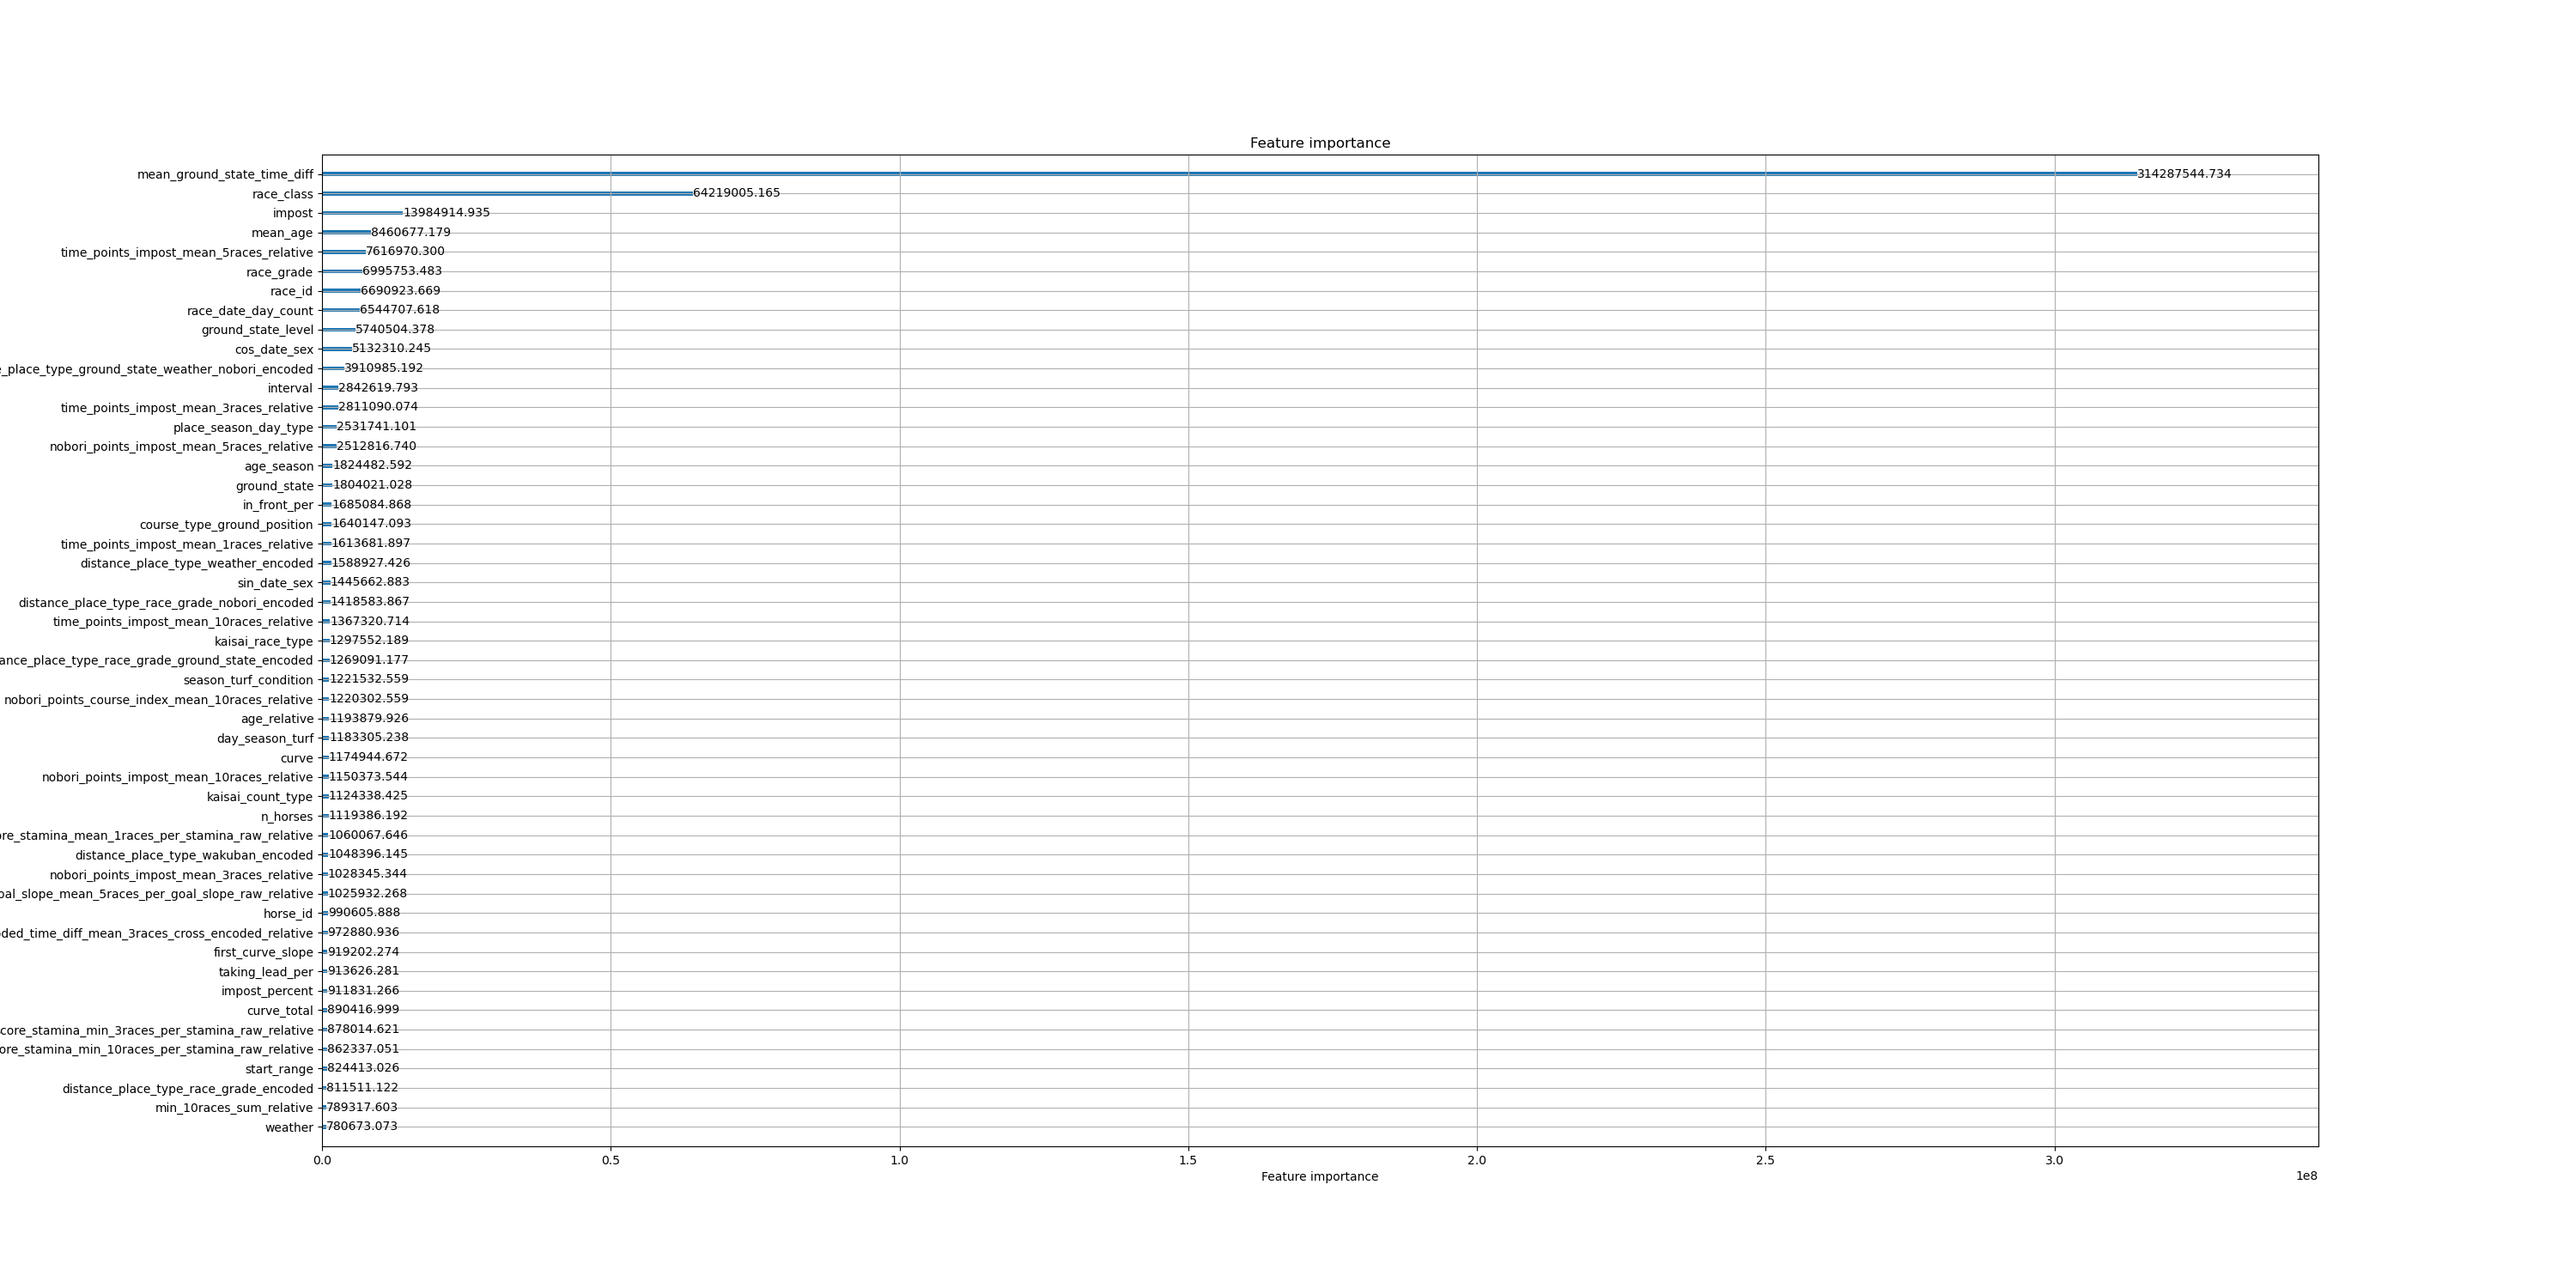 Feature importance
mean_ground_state_time_diff 314287544.734
race_class 64219005.165
impost 13984914.935
mean_age 8460677.179
time_points_impost_mean_5races_relative 7616970.300
race_grade 6995753.483
race_id 6690923.669
race_date_day_count 6544707.618
ground_state_level 5740504.378
cos_date_sex 5132310.245
_place_type_ground_state_weather_nobori_encoded 3910985.192
interval 2842619.793
time_points_impost_mean_3races_relative 2811090.074
place_season_day_type 2531741.101
nobori_points_impost_mean_5races_relative 2512816.740
age_season 1824482.592
ground_state 1804021.028
in_front_per 1685084.868
course_type_ground_position 1640147.093
time_points_impost_mean_1races_relative 1613681.897
distance_place_type_weather_encoded 1588927.426
sin_date_sex 1445662.883
distance_place_type_race_grade_nobori_encoded 1418583.867
time_points_impost_mean_10races_relative 1367320.714
kaisai_race_type 1297552.189
ance_place_type_race_grade_ground_state_encoded 1269091.177
season_turf_condition 1221532.559
nobori_points_course_index_mean_10races_relative 1220302.559
age_relative 1193879.926
day_season_turf 1183305.238
curve 1174944.672
nobori_points_impost_mean_10races_relative 1150373.544
kaisai_count_type 1124338.425
n_horses 1119386.192
ore_stamina_mean_1races_per_stamina_raw_relative 1060067.646
distance_place_type_wakuban_encoded 1048396.145
nobori_points_impost_mean_3races_relative 1028345.344
oal_slope_mean_5races_per_goal_slope_raw_relative 1025932.268
horse_id 990605.888
ded_time_diff_mean_3races_cross_encoded_relative 972880.936
first_curve_slope 919202.274
taking_lead_per 913626.281
impost_percent 911831.266
curve_total 890416.999
core_stamina_min_3races_per_stamina_raw_relative 878014.621
ore_stamina_min_10races_per_stamina_raw_relative 862337.051
start_range 824413.026
distance_place_type_race_grade_encoded 811511.122
min_10races_sum_relative 789317.603
weather 780673.073
0.0 0.5 1.0 1.5 2.0 2.5 3.0
Feature importance 1e8